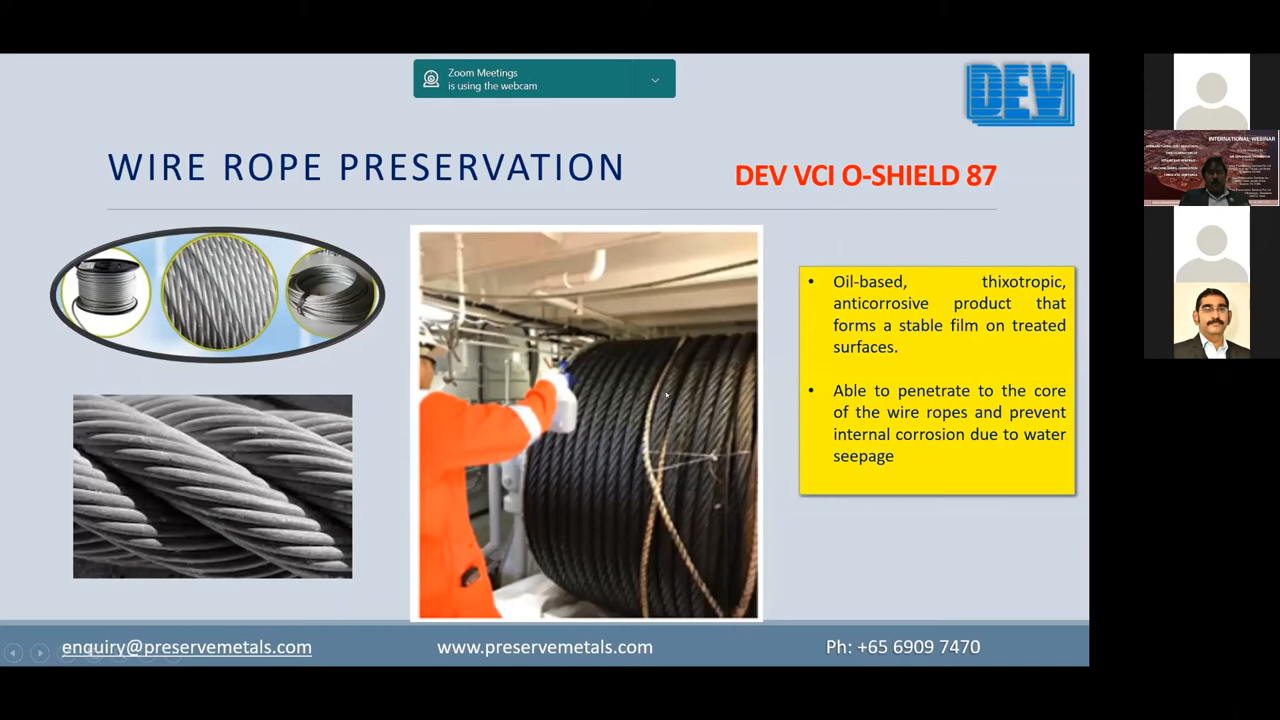 Zoom Meetings
is using the webcam
DEV
WIRE ROPE PRESERVATION
DEV VCI O-SHIELD 87
INTERNATIONAL WEBINAR
• Oil-based, thixotropic,
anticorrosive product that
forms a stable film on treated
surfaces.
• Able to penetrate to the core
of the wire ropes and prevent
internal corrosion due to water
seepage
enquiry@preservemetals.com
www.preservemetals.com
Ph: +65 6909 7470